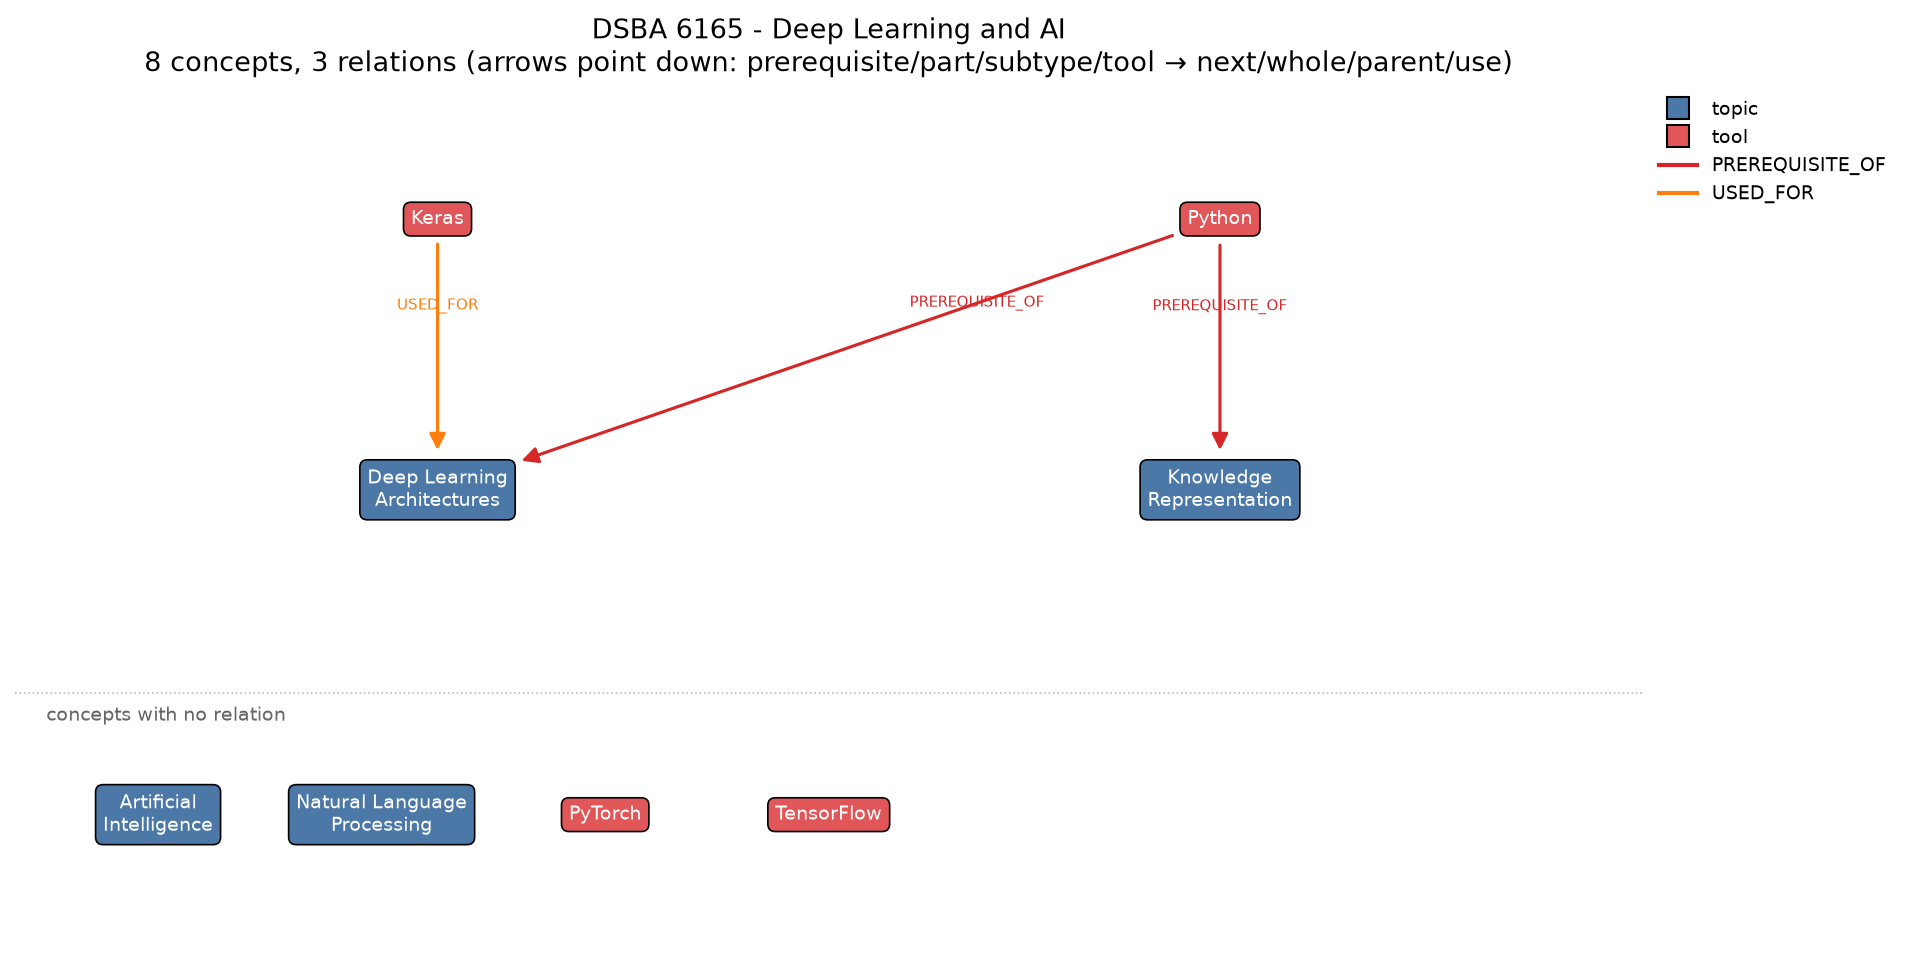 DSBA 6165 - Deep Learning and AI
8 concepts, 3 relations (arrows point down: prerequisite/part/subtype/tool → next/whole/parent/use)
topic
tool
PREREQUISITE_OF
USED_FOR
Keras
Python
USED_FOR
PREREQUISITE_OF
PREREQUISITE_OF
Deep Learning
Architectures
Knowledge
Representation
concepts with no relation
Artificial
Intelligence
Natural Language
Processing
PyTorch
TensorFlow